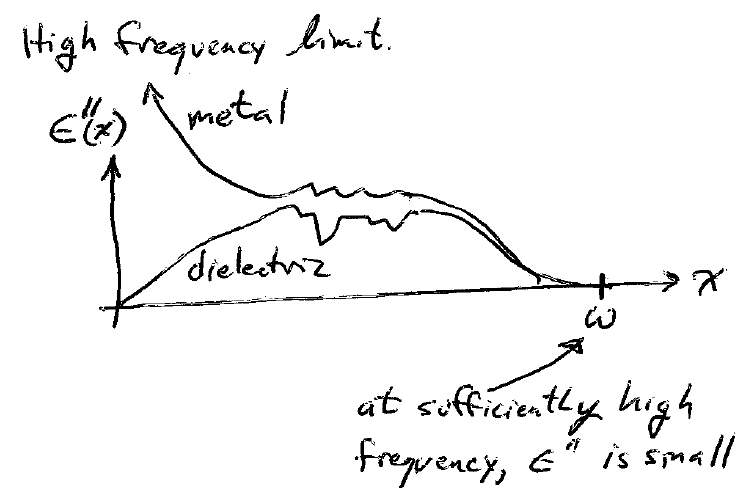 High frequency limit.
metal
ϵ"(x)
dielectric
x
ω
at sufficiently high
frequency, ϵ" is small